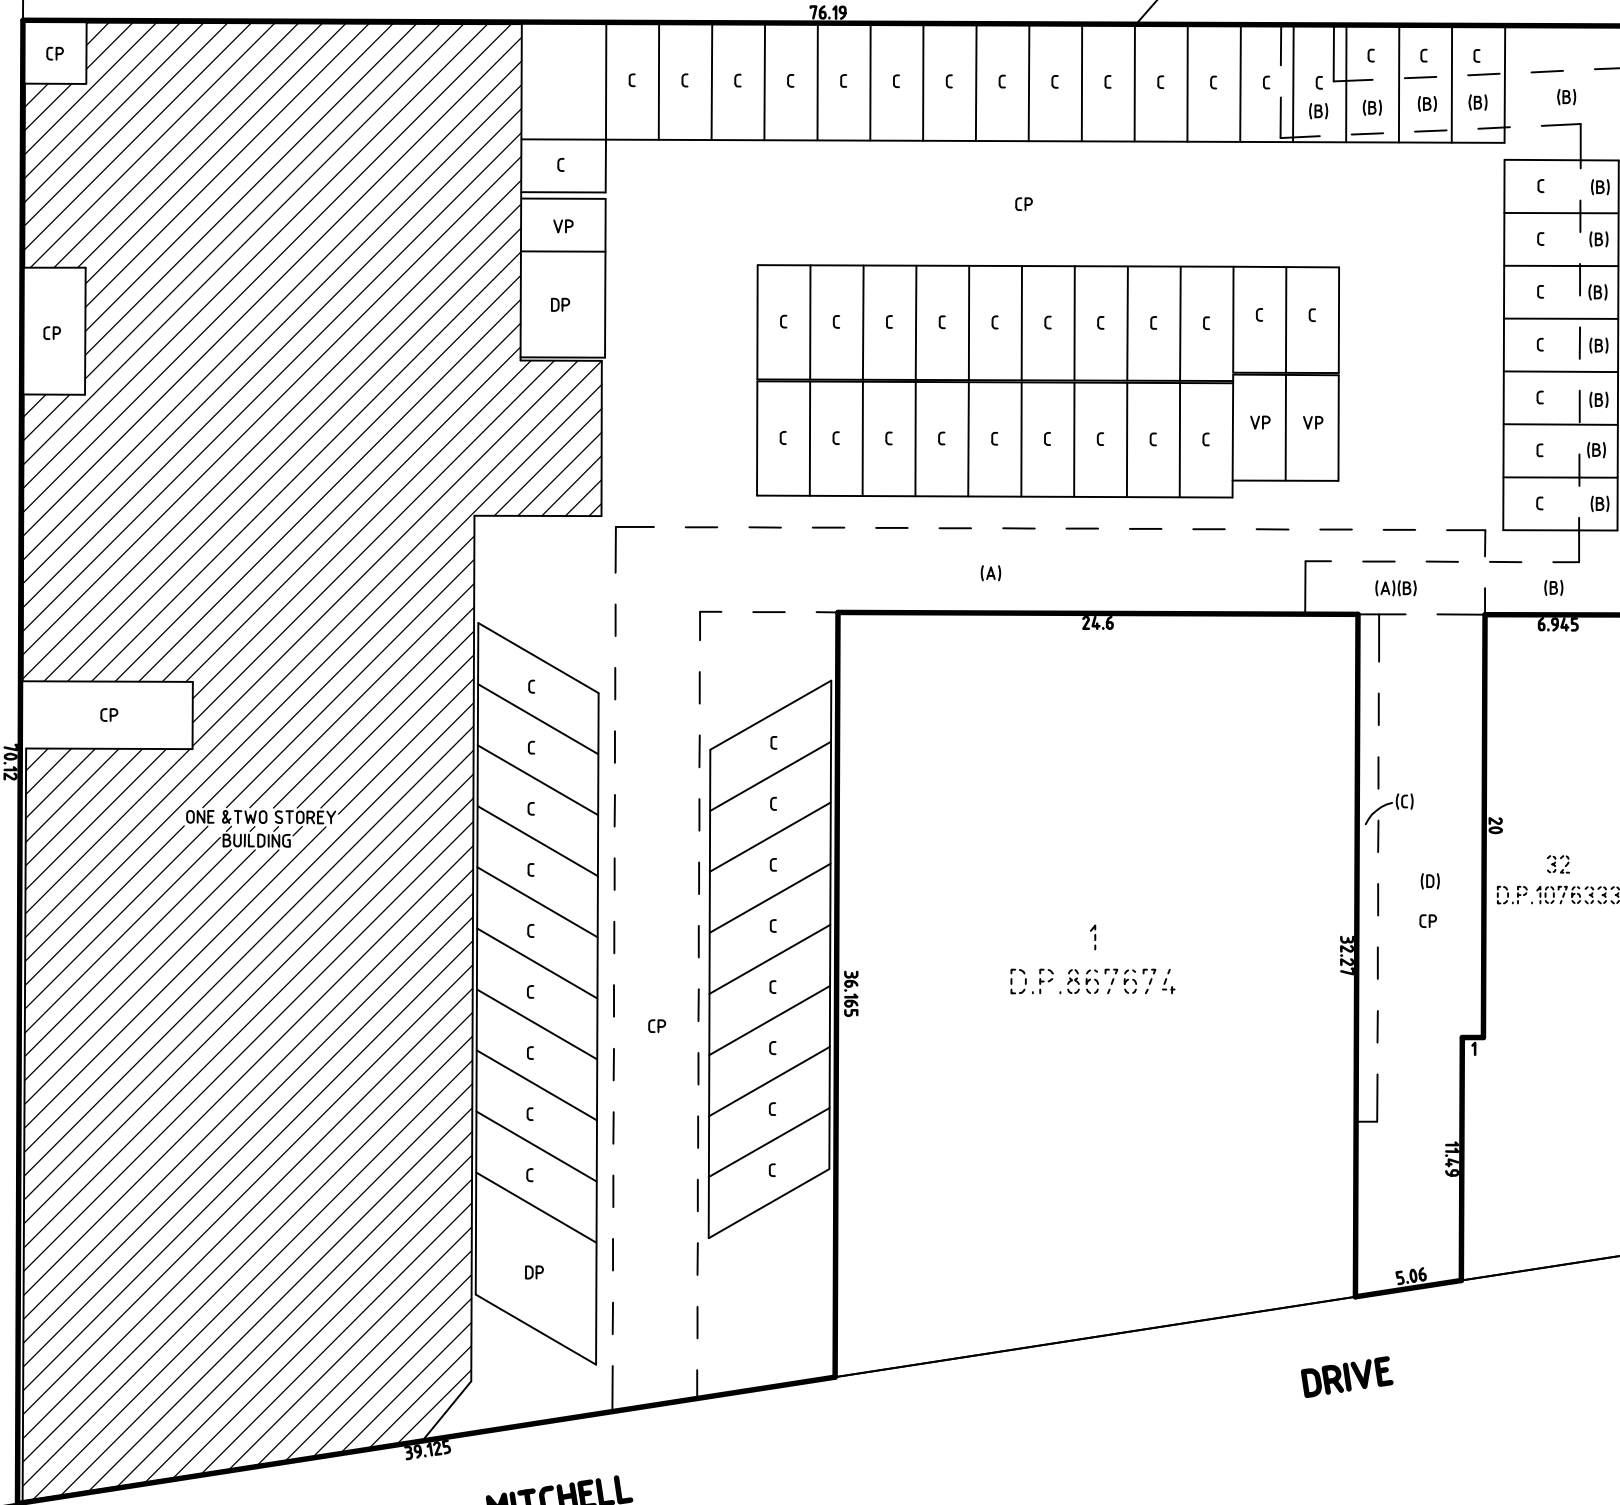 76.19
CP
C C C
C C C C C C C C C C C C C C
(B) (B) (B) (B) (B)
C
C (B)
CP
VP
C (B)
C (B)
DP
C C C C C C C C C C C
CP
C (B)
C (B)
VP VP
C C C C C C C C C
C (B)
C (B)
(A)
(A)(B)
(B)
24.6
6.945
C
CP
C
C
70.12
C
C
C
ONE & TWO STOREY
BUILDING
(C)
20
C
C
32
(D)
D.P.1076333
CP
C
C
1
32.27
D.P.867674
36.165
C
C
CP
C
C
1
C
C
11.49
C
C
DP
5.06
DRIVE
39.125
MITCHELL